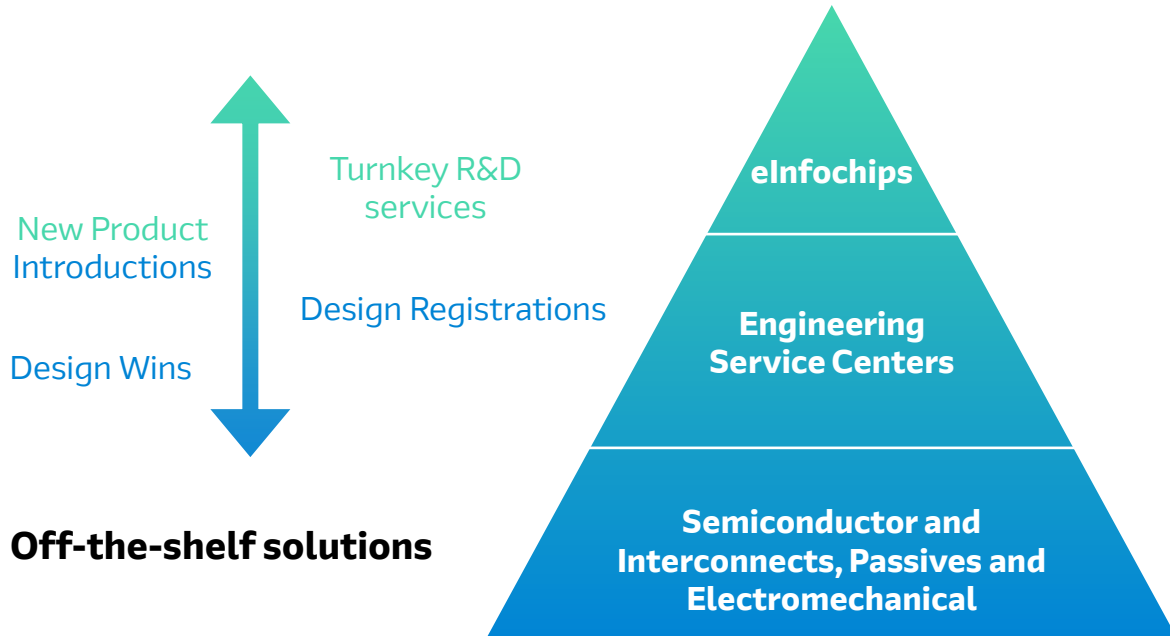 Turnkey R&D
services
New Product
Introductions
Design Registrations
Design Wins
Off-the-shelf solutions
eInfochips
Engineering
Service Centers
Semiconductor and
Interconnects, Passives and
Electromechanical